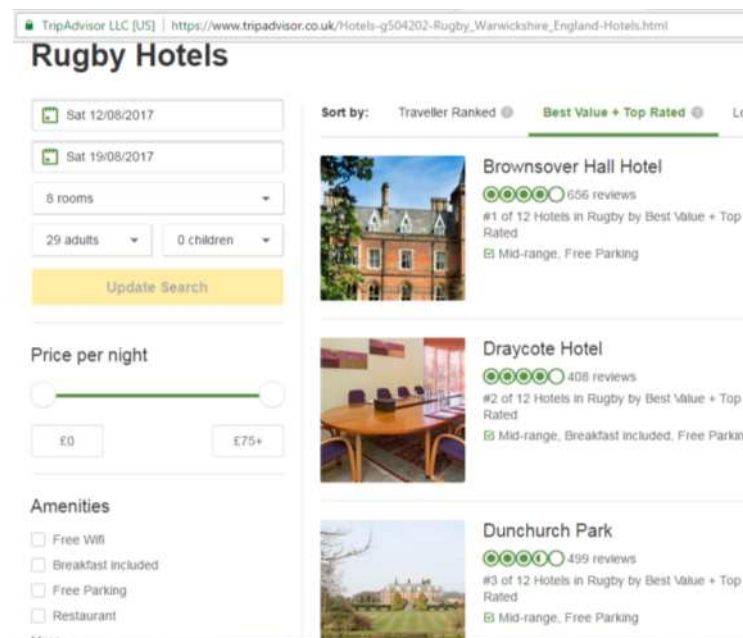 TripAdvisor LLC [US] | https://www.tripadvisor.co.uk/Hotels-g504202-Rugby_Warwickshire_England-Hotels.html
Rugby Hotels
Sat 12/08/2017
Sat 19/08/2017
8 rooms
29 adults
0 children
Update Search
Price per night
£0
£75+
Amenities
Free Wifi
Breakfast included
Free Parking
Restaurant
Sort by:
Traveller Ranked
Best Value + Top Rated
Brownsover Hall Hotel
656 reviews
#1 of 12 Hotels in Rugby by Best Value + Top
Rated
Mid-range, Free Parking
Draycote Hotel
408 reviews
#2 of 12 Hotels in Rugby by Best Value + Top
Rated
Mid-range, Breakfast included, Free Parkin
Dunchurch Park
499 reviews
#3 of 12 Hotels in Rugby by Best Value + Top
Rated
Mid-range, Free Parking